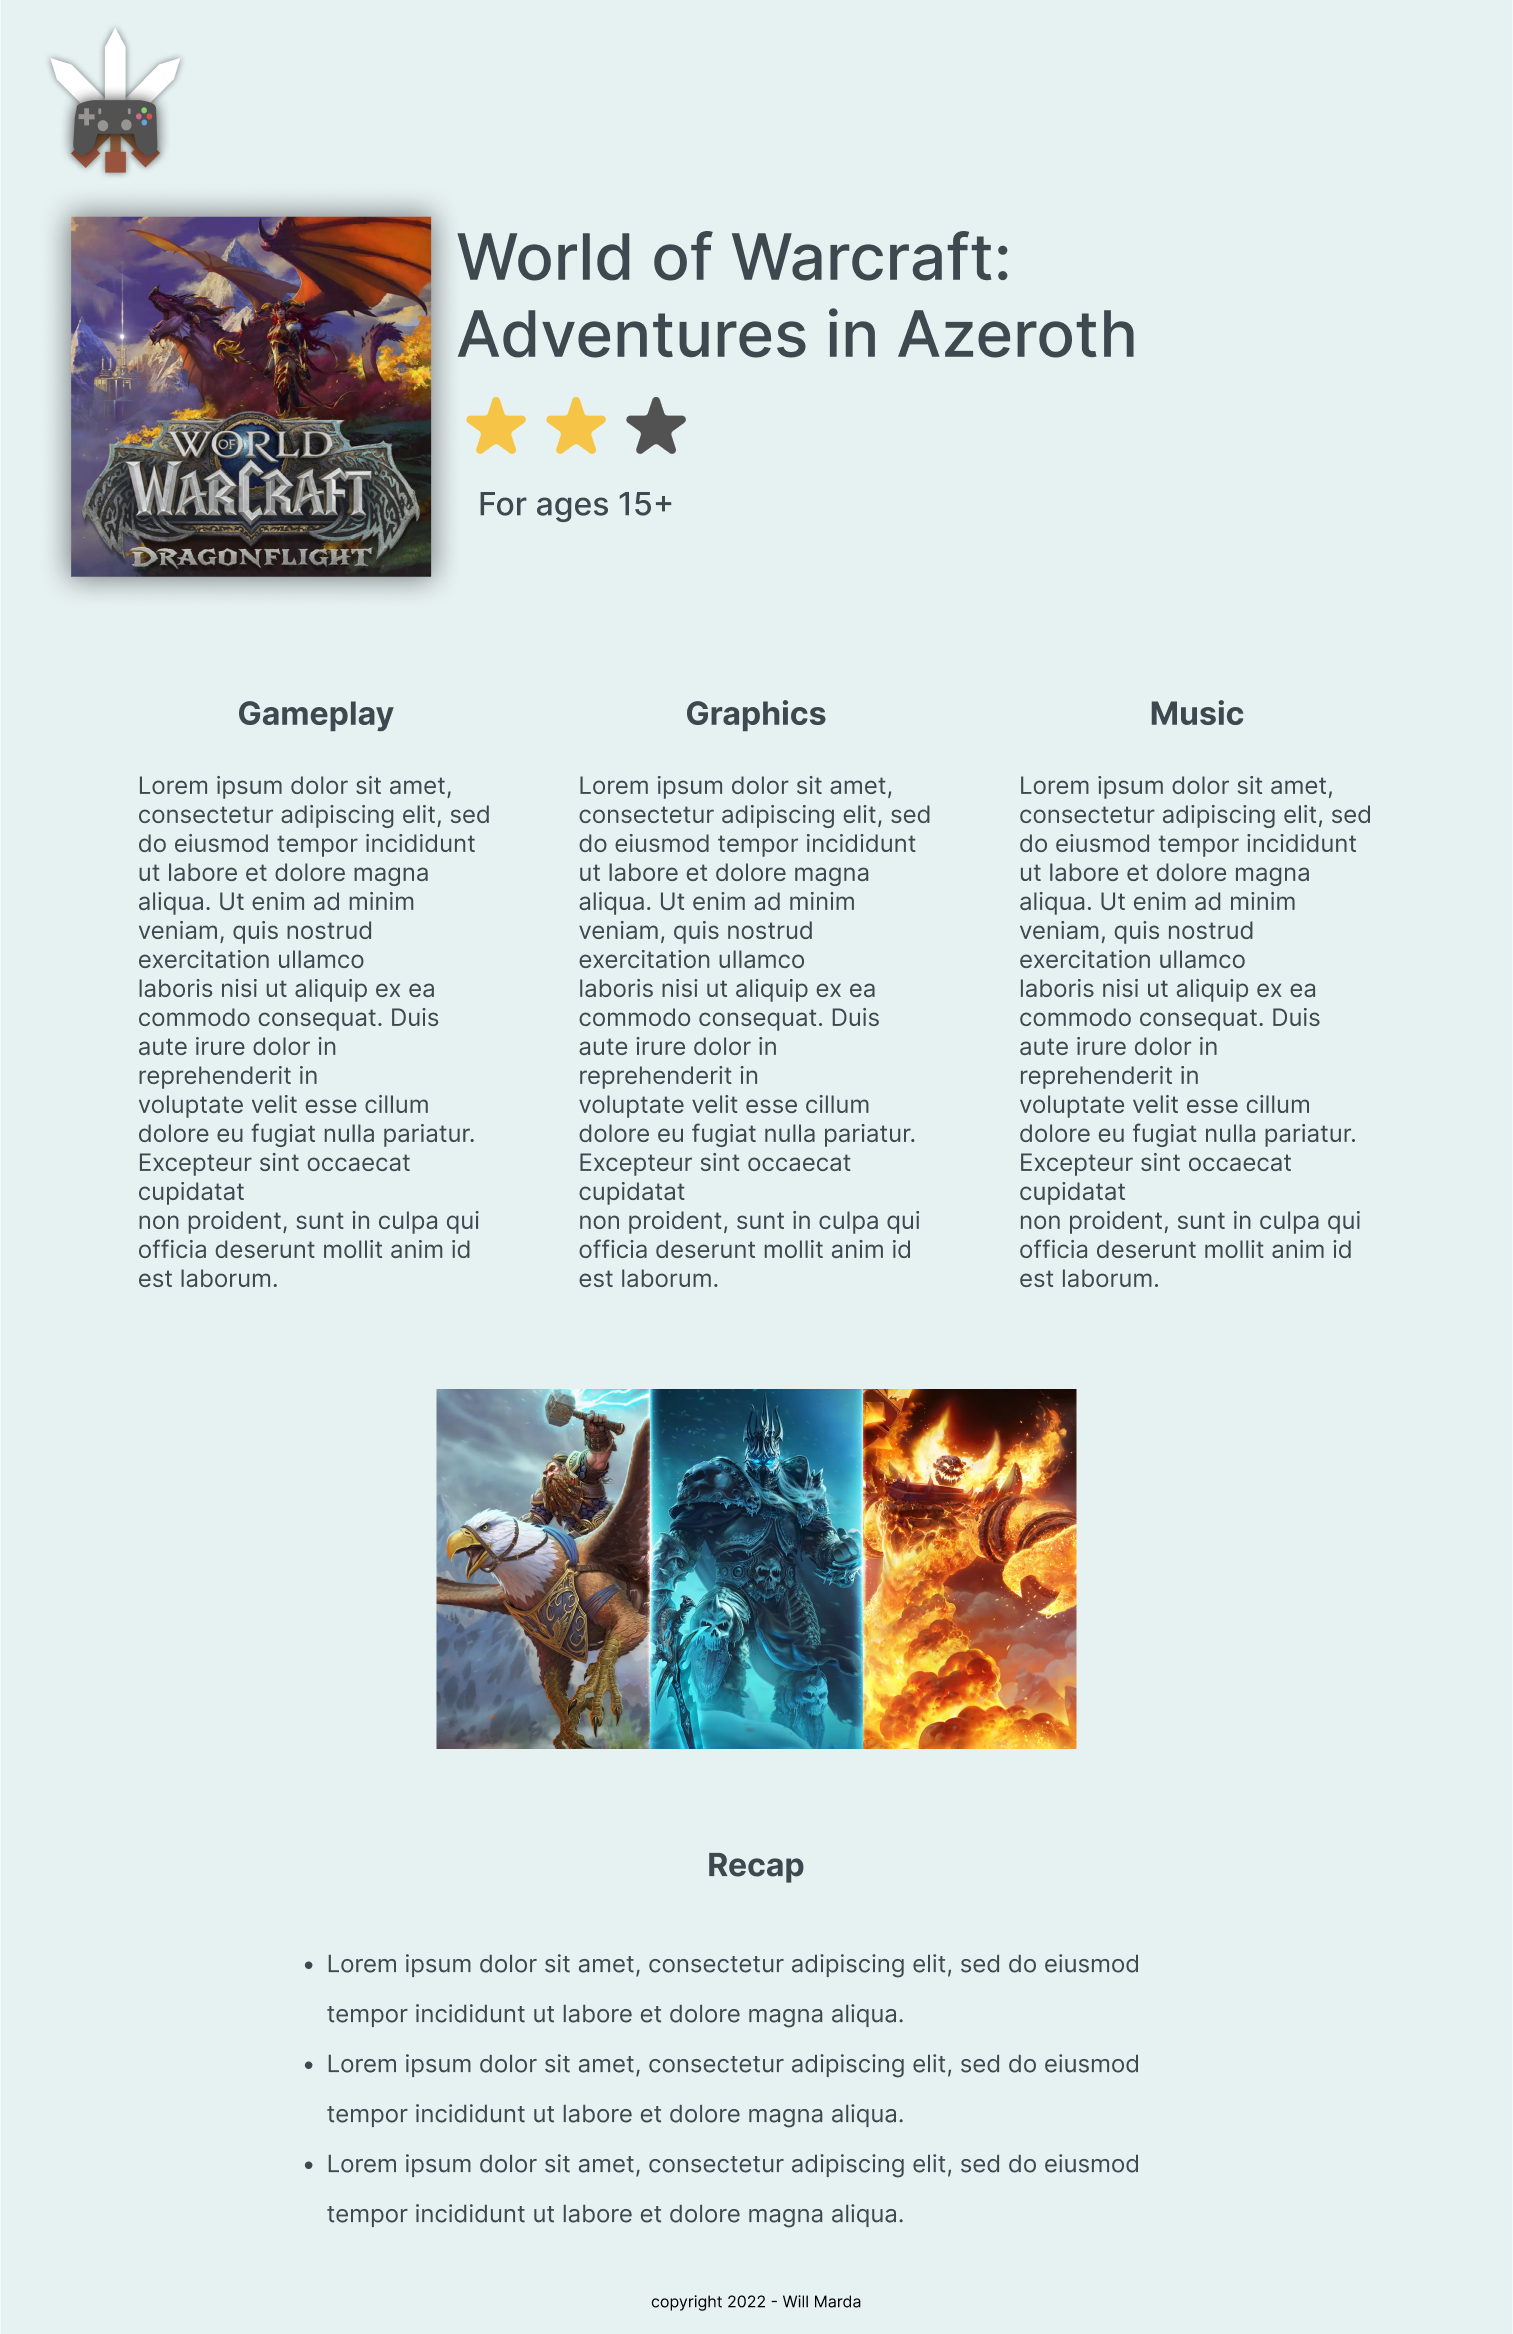 World of Warcraft:
Adventures in Azeroth
WORLD
OF
WARCRAFT
DRAGONFLIGHT
For ages 15+
Gameplay
Lorem ipsum dolor sit amet,
consectetur adipiscing elit, sed
do eiusmod tempor incididunt
ut labore et dolore magna
aliqua. Ut enim ad minim
veniam, quis nostrud
exercitation ullamco
laboris nisi ut aliquip ex ea
commodo consequat. Duis
aute irure dolor in
reprehenderit in
voluptate velit esse cillum
dolore eu fugiat nulla pariatur.
Excepteur sint occaecat
cupidatat
non proident, sunt in culpa qui
officia deserunt mollit anim id
est laborum.
Graphics
Lorem ipsum dolor sit amet,
consectetur adipiscing elit, sed
do eiusmod tempor incididunt
ut labore et dolore magna
aliqua. Ut enim ad minim
veniam, quis nostrud
exercitation ullamco
laboris nisi ut aliquip ex ea
commodo consequat. Duis
aute irure dolor in
reprehenderit in
voluptate velit esse cillum
dolore eu fugiat nulla pariatur.
Excepteur sint occaecat
cupidatat
non proident, sunt in culpa qui
officia deserunt mollit anim id
est laborum.
Music
Lorem ipsum dolor sit amet,
consectetur adipiscing elit, sed
do eiusmod tempor incididunt
ut labore et dolore magna
aliqua. Ut enim ad minim
veniam, quis nostrud
exercitation ullamco
laboris nisi ut aliquip ex ea
commodo consequat. Duis
aute irure dolor in
reprehenderit in
voluptate velit esse cillum
dolore eu fugiat nulla pariatur.
Excepteur sint occaecat
cupidatat
non proident, sunt in culpa qui
officia deserunt mollit anim id
est laborum.
Recap
• Lorem ipsum dolor sit amet, consectetur adipiscing elit, sed do eiusmod
tempor incididunt ut labore et dolore magna aliqua.
• Lorem ipsum dolor sit amet, consectetur adipiscing elit, sed do eiusmod
tempor incididunt ut labore et dolore magna aliqua.
• Lorem ipsum dolor sit amet, consectetur adipiscing elit, sed do eiusmod
tempor incididunt ut labore et dolore magna aliqua.
copyright 2022 - Will Marda